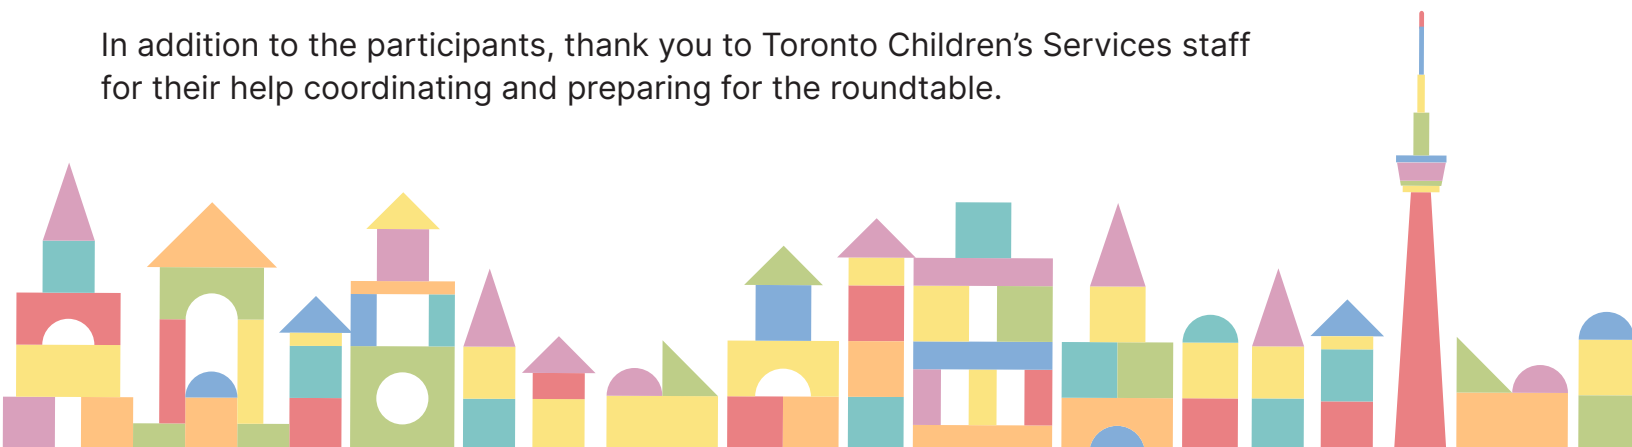 In addition to the participants, thank you to Toronto Children’s Services staff
for their help coordinating and preparing for the roundtable.